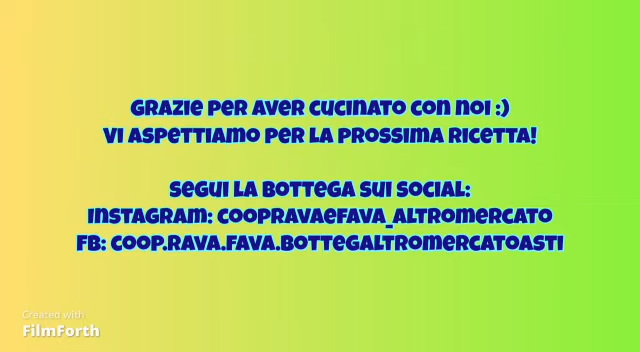 Grazie per aver cucinato con noi :)
Vi aspettiamo per la prossima ricetta!
Segui la bottega sui social:
Instagram: coopravaefava_altromercato
FB: coop.rava.fava.bottegaltromercatoasti
Created with
FilmForth